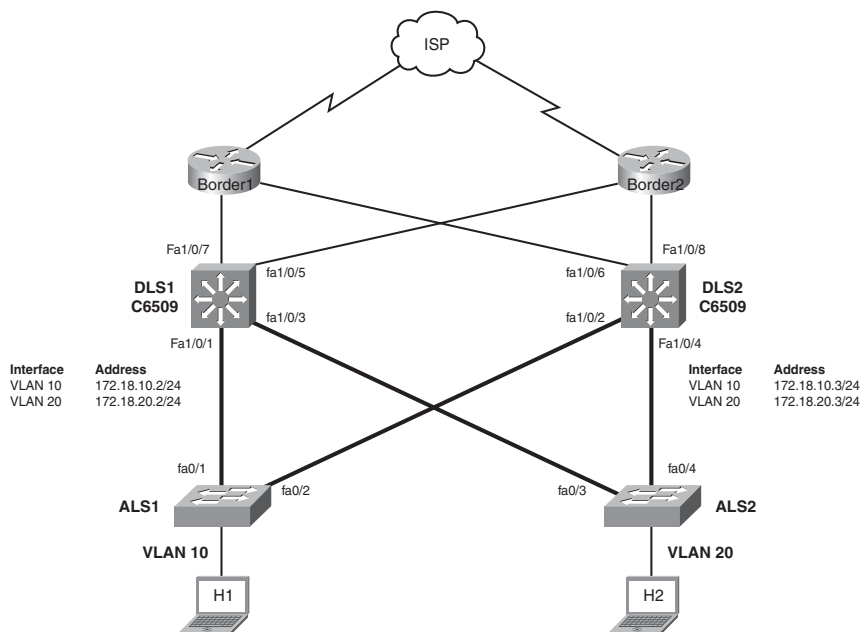 ISP
Border1
Border2
Fa1/0/7
Fa1/0/8
fa1/0/5
fa1/0/6
DLS1
C6509
DLS2
C6509
fa1/0/3
fa1/0/2
Fa1/0/1
Fa1/0/4
Interface Address
VLAN 10 172.18.10.2/24
VLAN 20 172.18.20.2/24
Interface Address
VLAN 10 172.18.10.3/24
VLAN 20 172.18.20.3/24
fa0/1
fa0/2
fa0/3
fa0/4
ALS1
ALS2
VLAN 10
VLAN 20
H1
H2